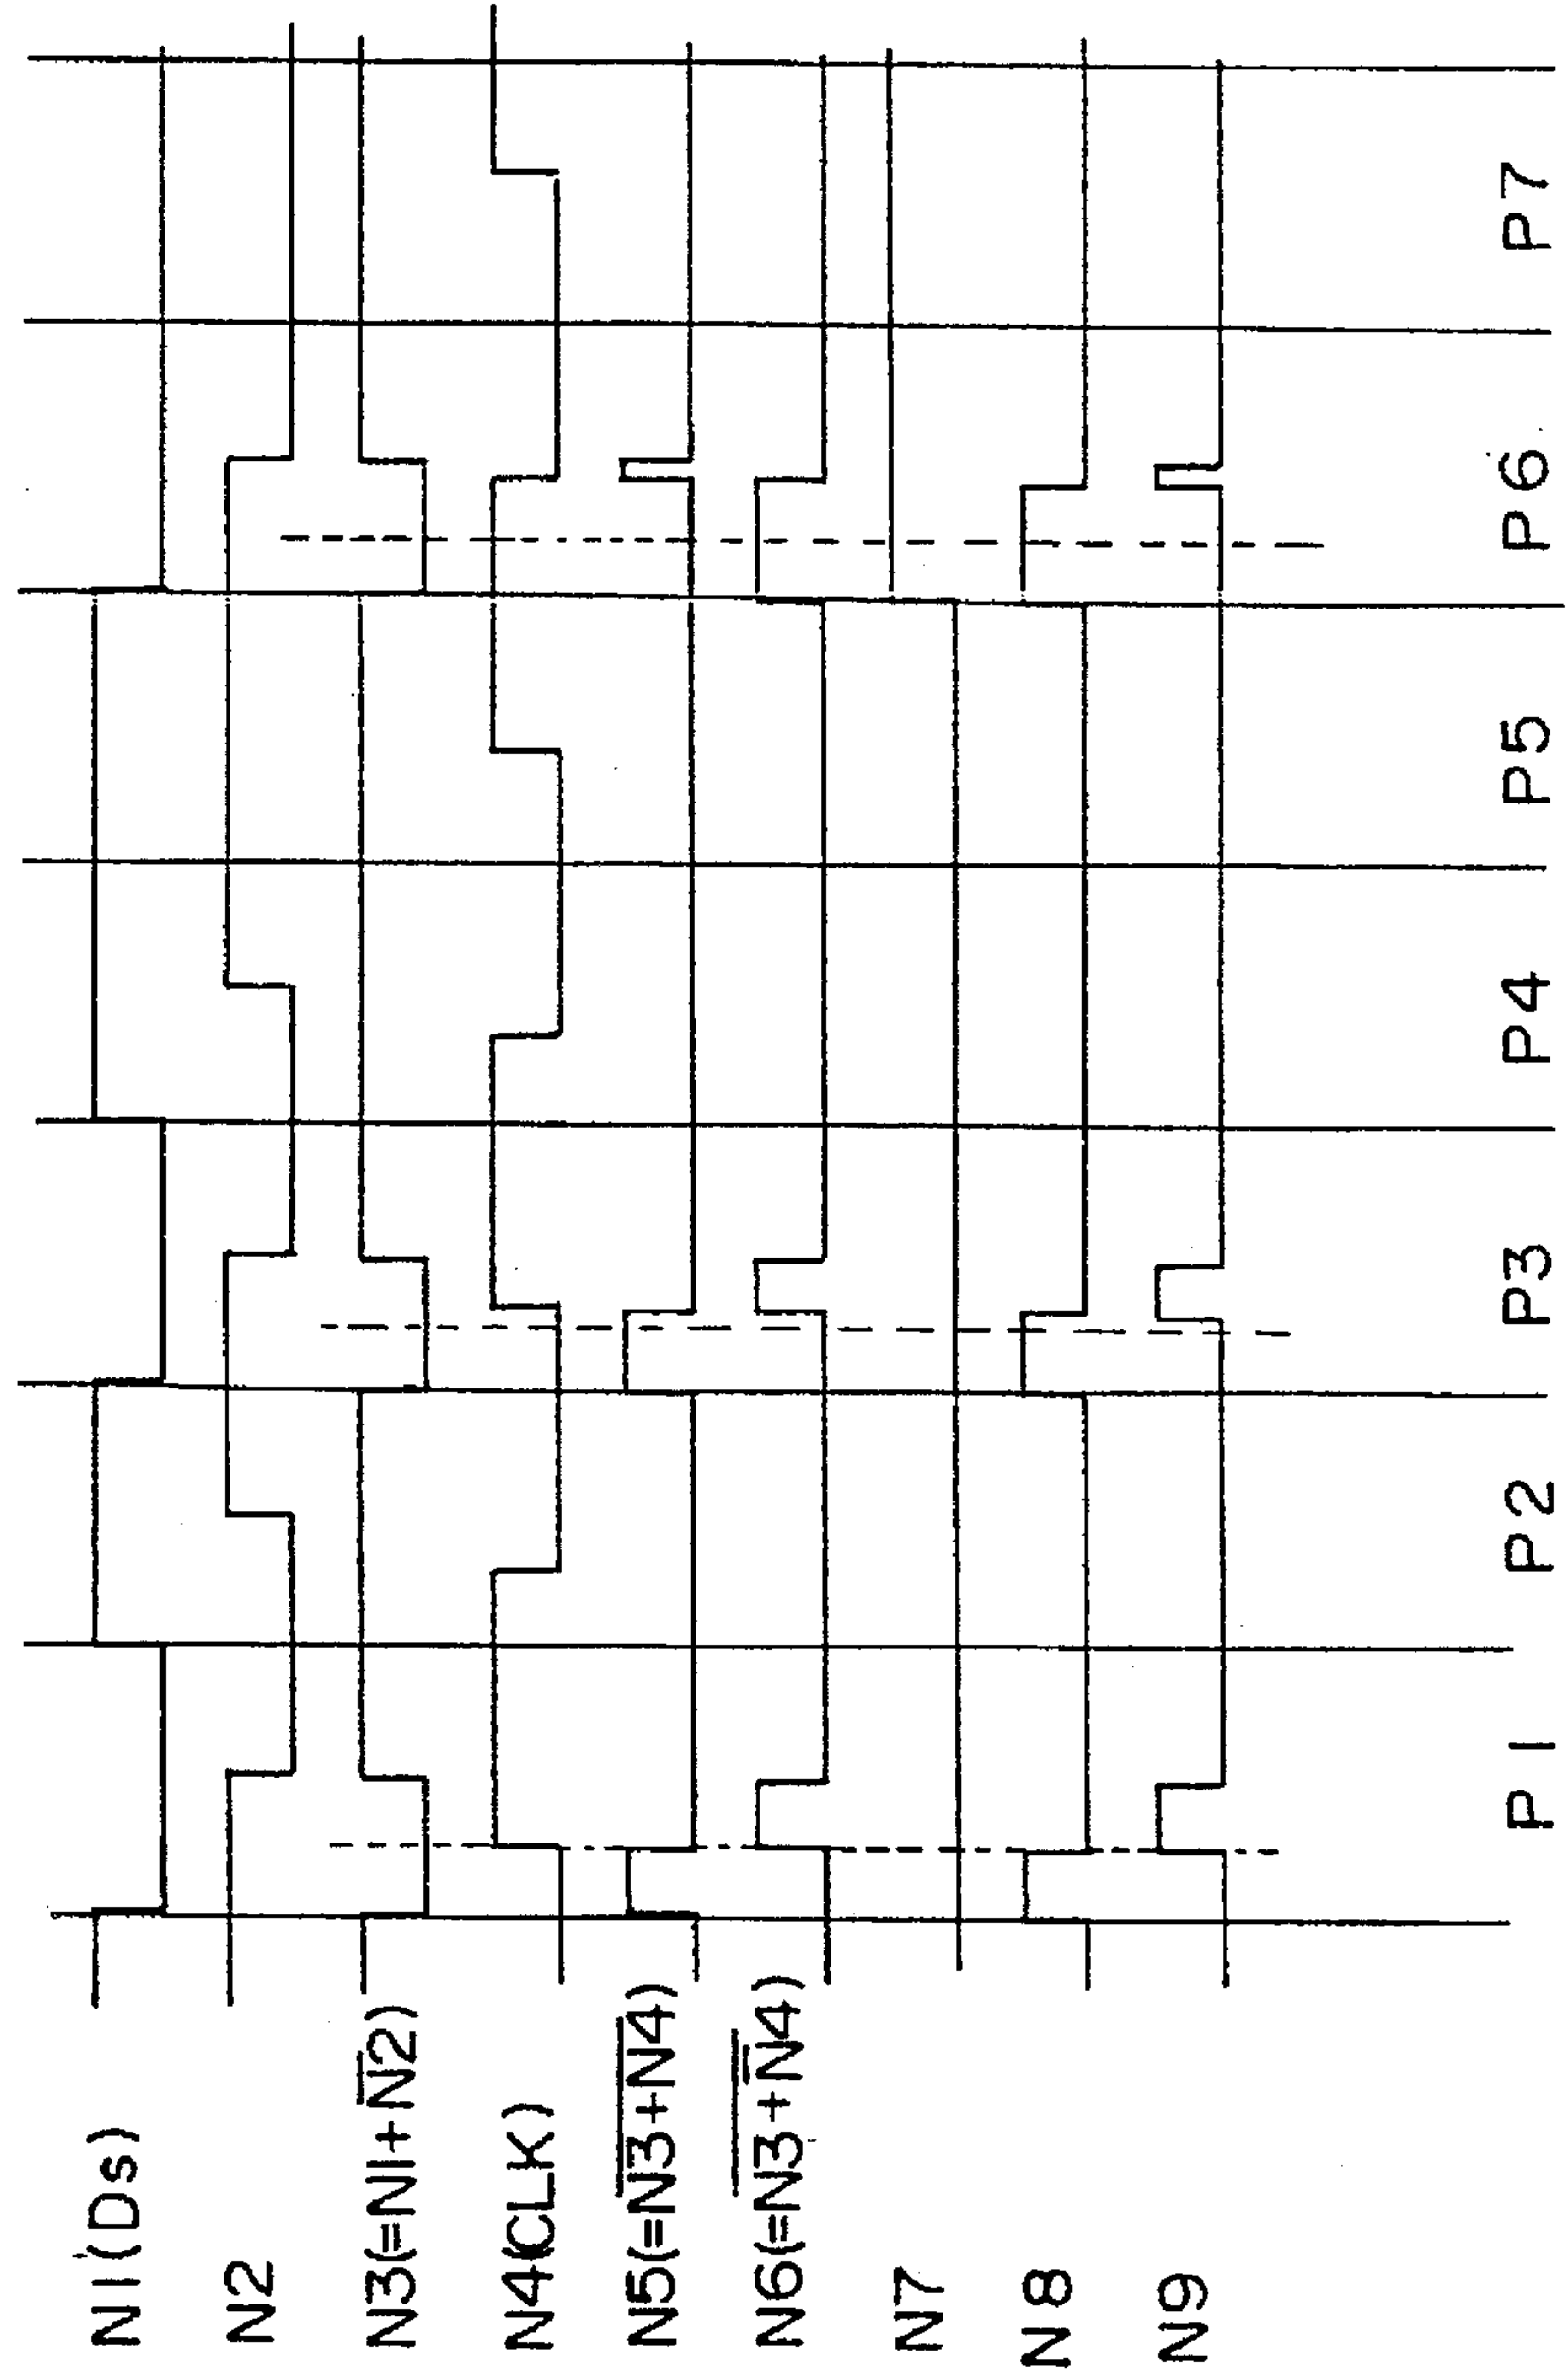 N1(Ds)
N2
N3(=N1+N̅2)
N4(CLK)
N5(=N̅3̅+̅N̅4̅)
N6(=N̅3̅+̅N̿4̅)
N7
N8
N9
P1 P2 P3 P4 P5 P6 P7